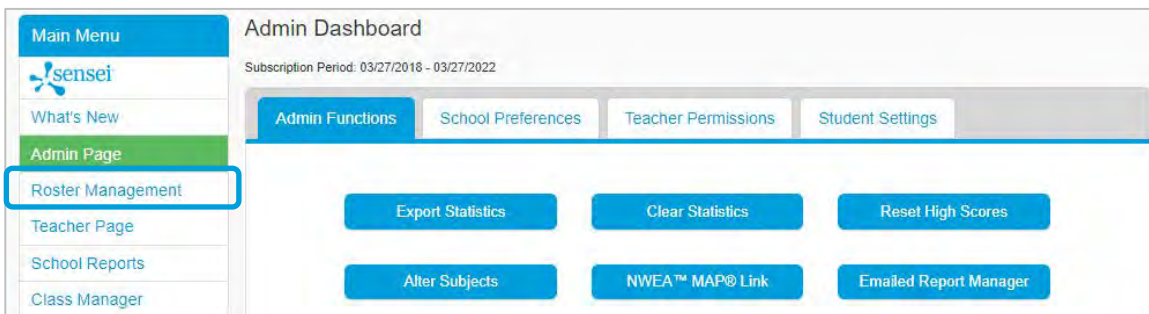 Main Menu
sensei
What's New
Admin Page
Roster Management
Teacher Page
School Reports
Class Manager
Admin Dashboard
Subscription Period: 03/27/2018 - 03/27/2022
Admin Functions School Preferences Teacher Permissions Student Settings
Export Statistics Clear Statistics Reset High Scores
Alter Subjects NWEA™ MAP® Link Emailed Report Manager